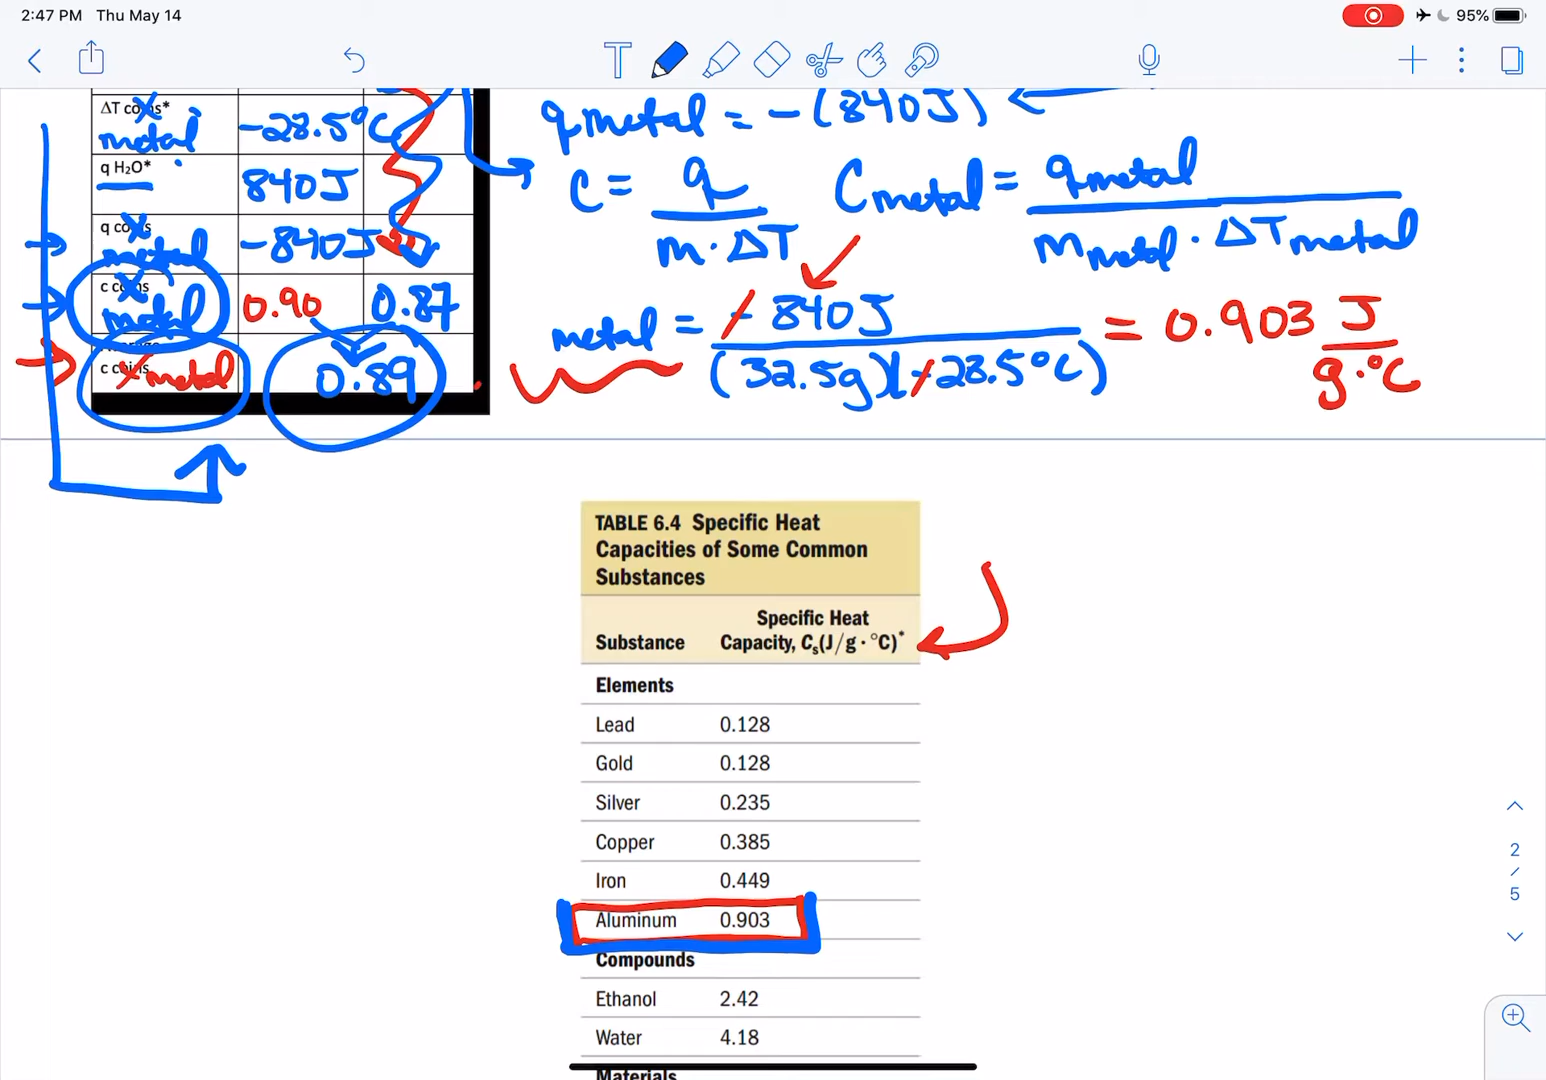 2:47 PM Thu May 14
95%
T
ΔT coins*
metal
-28.5°C
q H₂O*
840J
q coins
metal
-840J
c coins
metal
0.90
0.87
c coins
metal
0.89
q metal = -(840J)
C = q / m · ΔT
C metal = q metal / m metal · ΔT metal
metal = -840J / (32.5g)(-28.5°C) = 0.903 J / g·°C
TABLE 6.4 Specific Heat
Capacities of Some Common
Substances
Specific Heat
Substance Capacity, Cₛ(J/g · °C)*
Elements
Lead 0.128
Gold 0.128
Silver 0.235
Copper 0.385
Iron 0.449
Aluminum 0.903
Compounds
Ethanol 2.42
Water 4.18
Materials
2
/
5